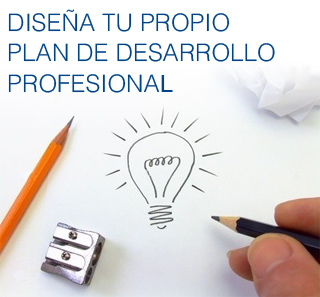 DISEÑA TU PROPIO
PLAN DE DESARROLLO
PROFESIONAL